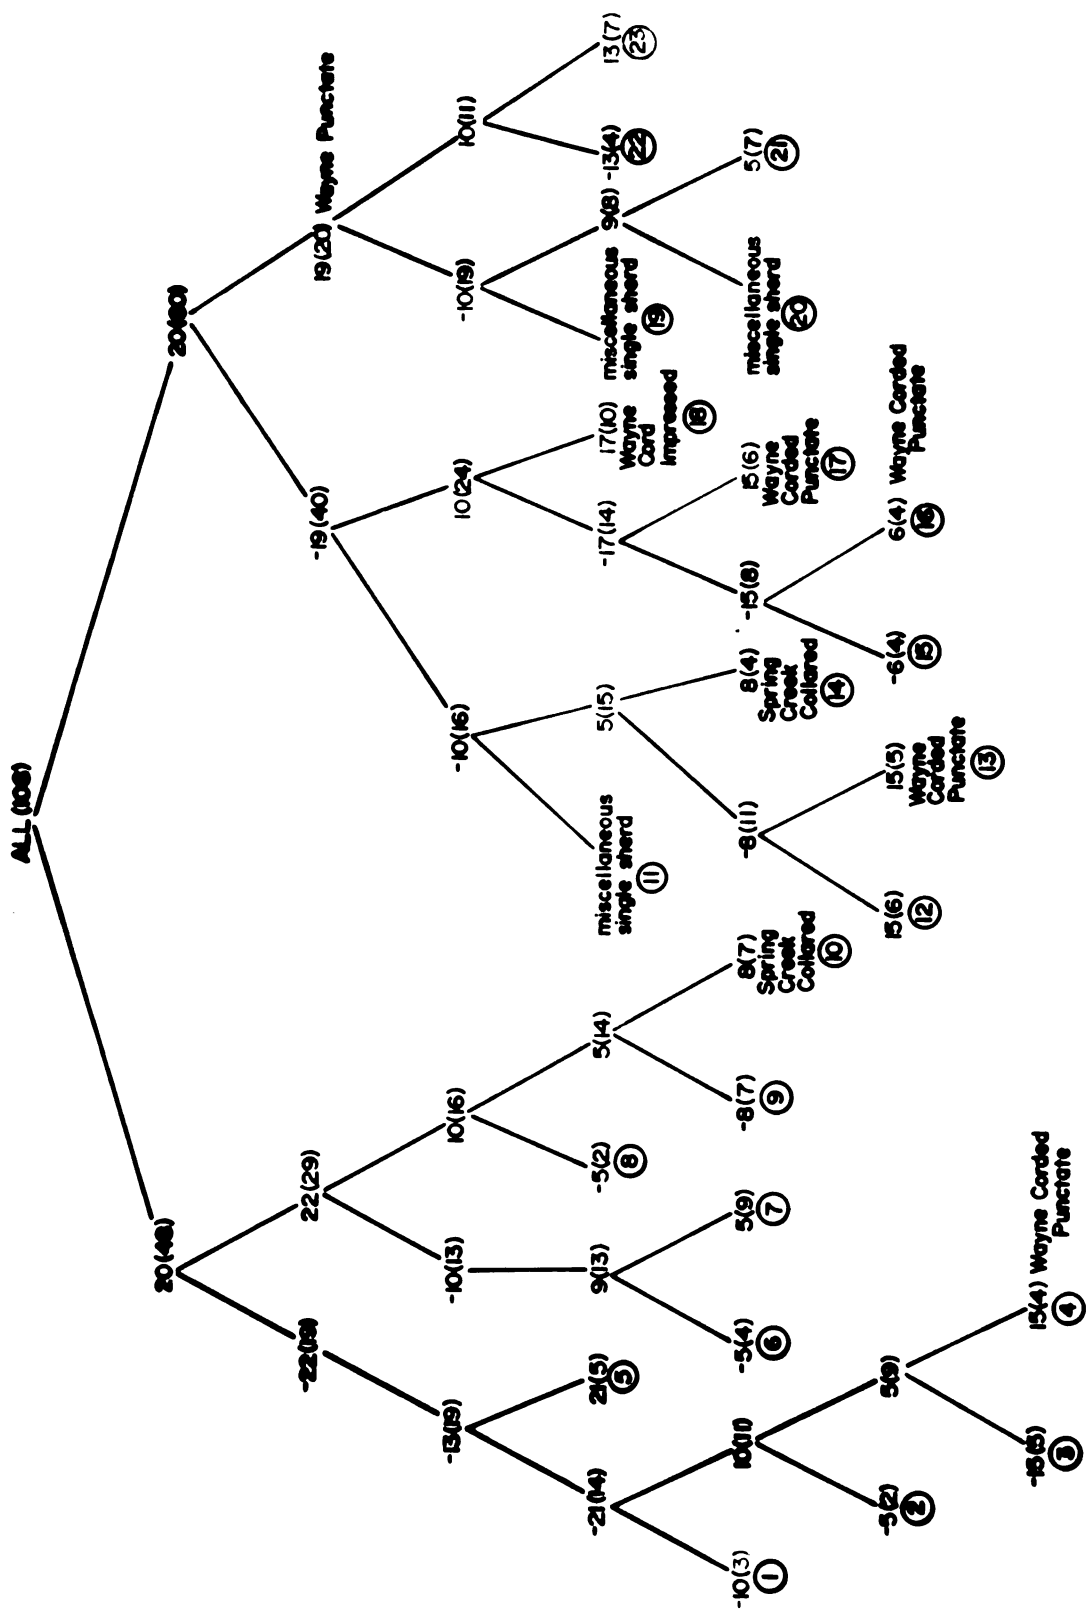 ALL (108)
20(48)
20(60)
-22(19)
22(29)
-19(40)
19(20) Wayne Punctate
-13(19)
-10(13)
10(16)
-10(16)
10(24)
-10(19)
10(11)
-21(14)
21(5)
5
9(13)
-5(2)
8
5(14)
miscellaneous
single sherd
11
5(15)
-17(14)
17(10)
Wayne
Cord
Impressed
18
miscellaneous
single sherd
19
9(8)
-13(4)
22
13(7)
23
-10(3)
1
10(11)
-5(4)
6
5(9)
7
-8(7)
9
8(7)
Spring
Creek
Collared
10
-8(11)
8(4)
Spring
Creek
Collared
14
-15(8)
15(6)
Wayne
Corded
Punctate
17
miscellaneous
single sherd
20
5(7)
21
-5(2)
2
5(9)
15(6)
12
15(5)
Wayne
Corded
Punctate
13
-6(4)
15
6(4) Wayne Corded
Punctate
16
-15(5)
3
15(4) Wayne Corded
Punctate
4